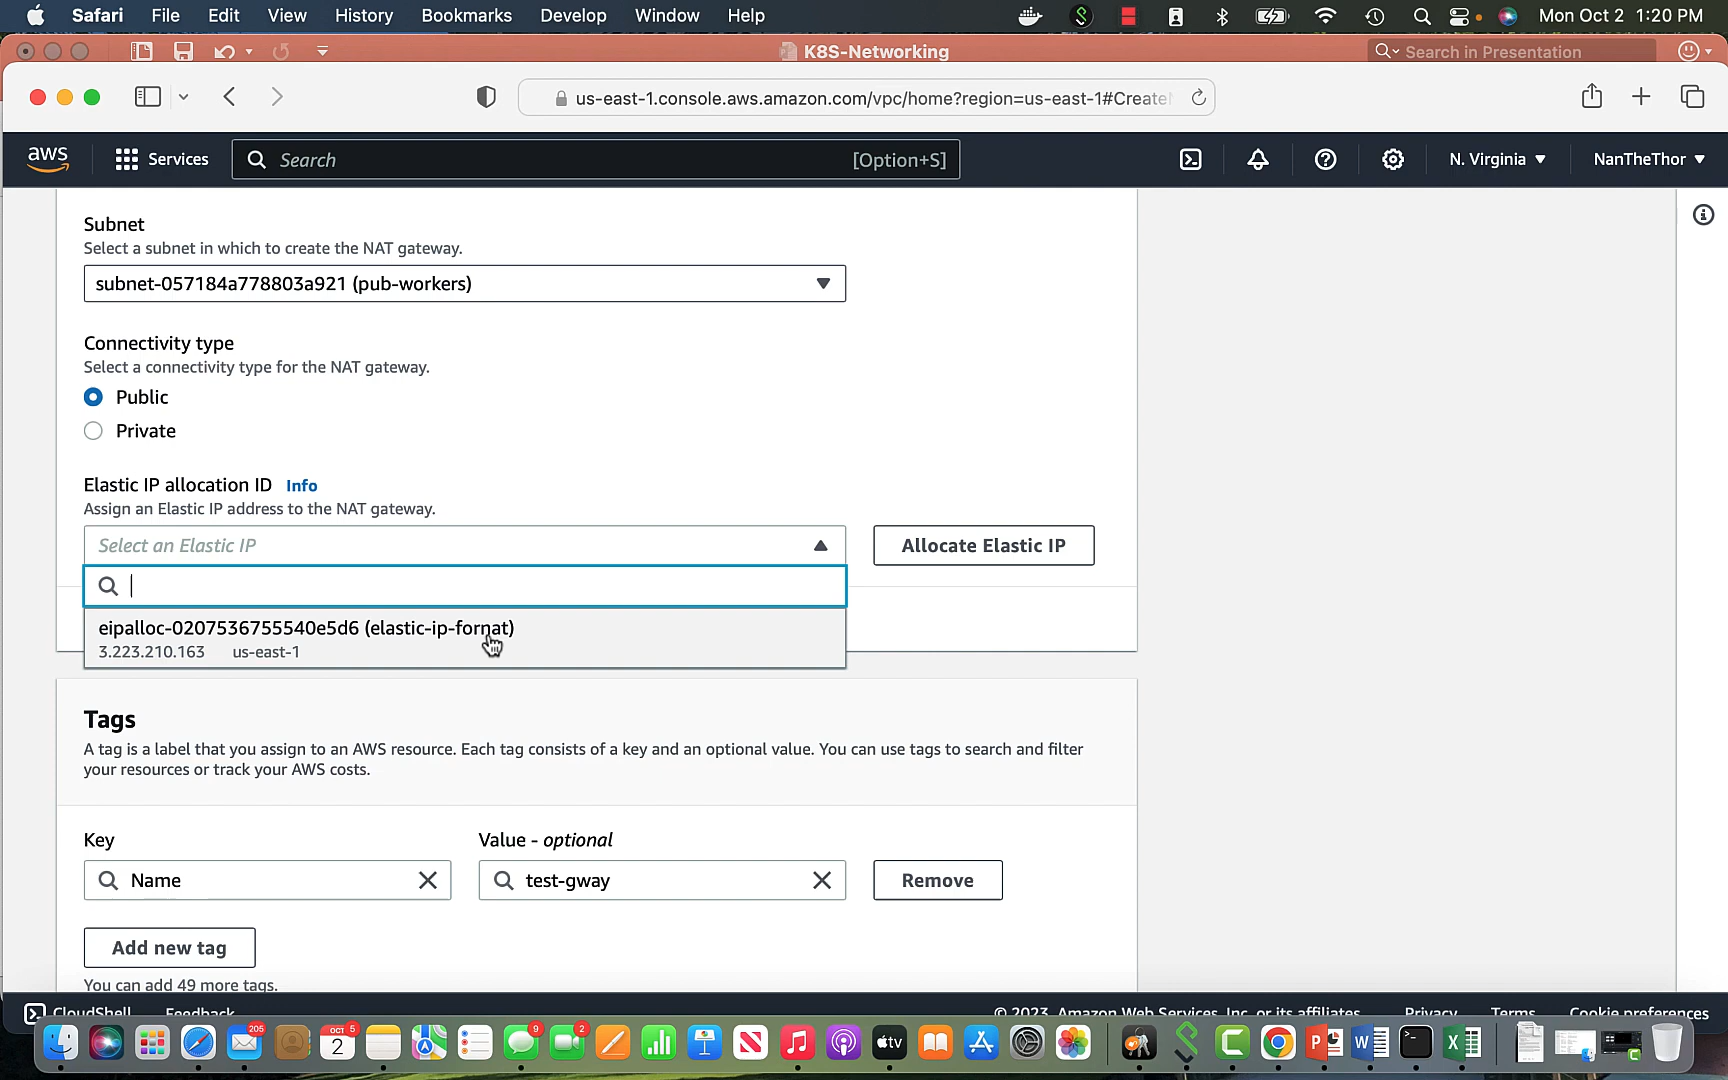 Safari File Edit View History Bookmarks Develop Window Help Mon Oct 2 1:20 PM
K8S-Networking
Search in Presentation
us-east-1.console.aws.amazon.com/vpc/home?region=us-east-1#Create
aws Services Search [Option+S] N. Virginia NanTheThor
Subnet
Select a subnet in which to create the NAT gateway.
subnet-057184a778803a921 (pub-workers)
Connectivity type
Select a connectivity type for the NAT gateway.
Public
Private
Elastic IP allocation ID Info
Assign an Elastic IP address to the NAT gateway.
Select an Elastic IP
Allocate Elastic IP
eipalloc-0207536755540e5d6 (elastic-ip-fornat)
3.223.210.163 us-east-1
Tags
A tag is a label that you assign to an AWS resource. Each tag consists of a key and an optional value. You can use tags to search and filter
your resources or track your AWS costs.
Key Value - optional
Name test-gway Remove
Add new tag
You can add 49 more tags.
CloudShell Feedback © 2023, Amazon Web Services, Inc. or its affiliates. Privacy Terms Cookie preferences
205
OCT 5
2
9
2
tv